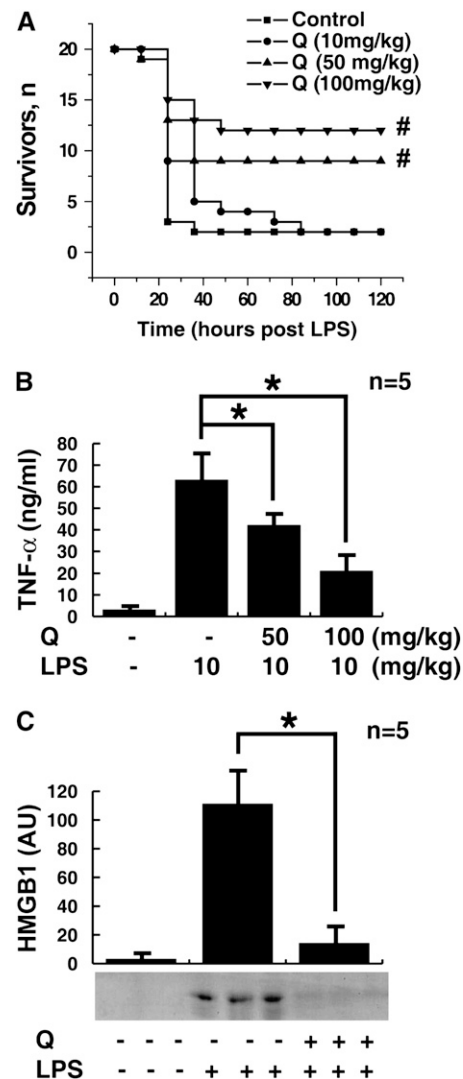 A
Control
Q (10mg/kg)
Q (50 mg/kg)
Q (100mg/kg)
Survivors, n
20
15
10
5
0
#
#
0 20 40 60 80 100 120
Time (hours post LPS)
B
n=5
*
*
TNF-α (ng/ml)
80
70
60
50
40
30
20
10
0
Q - - 50 100 (mg/kg)
LPS - 10 10 10 (mg/kg)
C
n=5
*
HMGB1 (AU)
120
100
80
60
40
20
0
Q - - - - - - + + +
LPS - - - + + + + + +